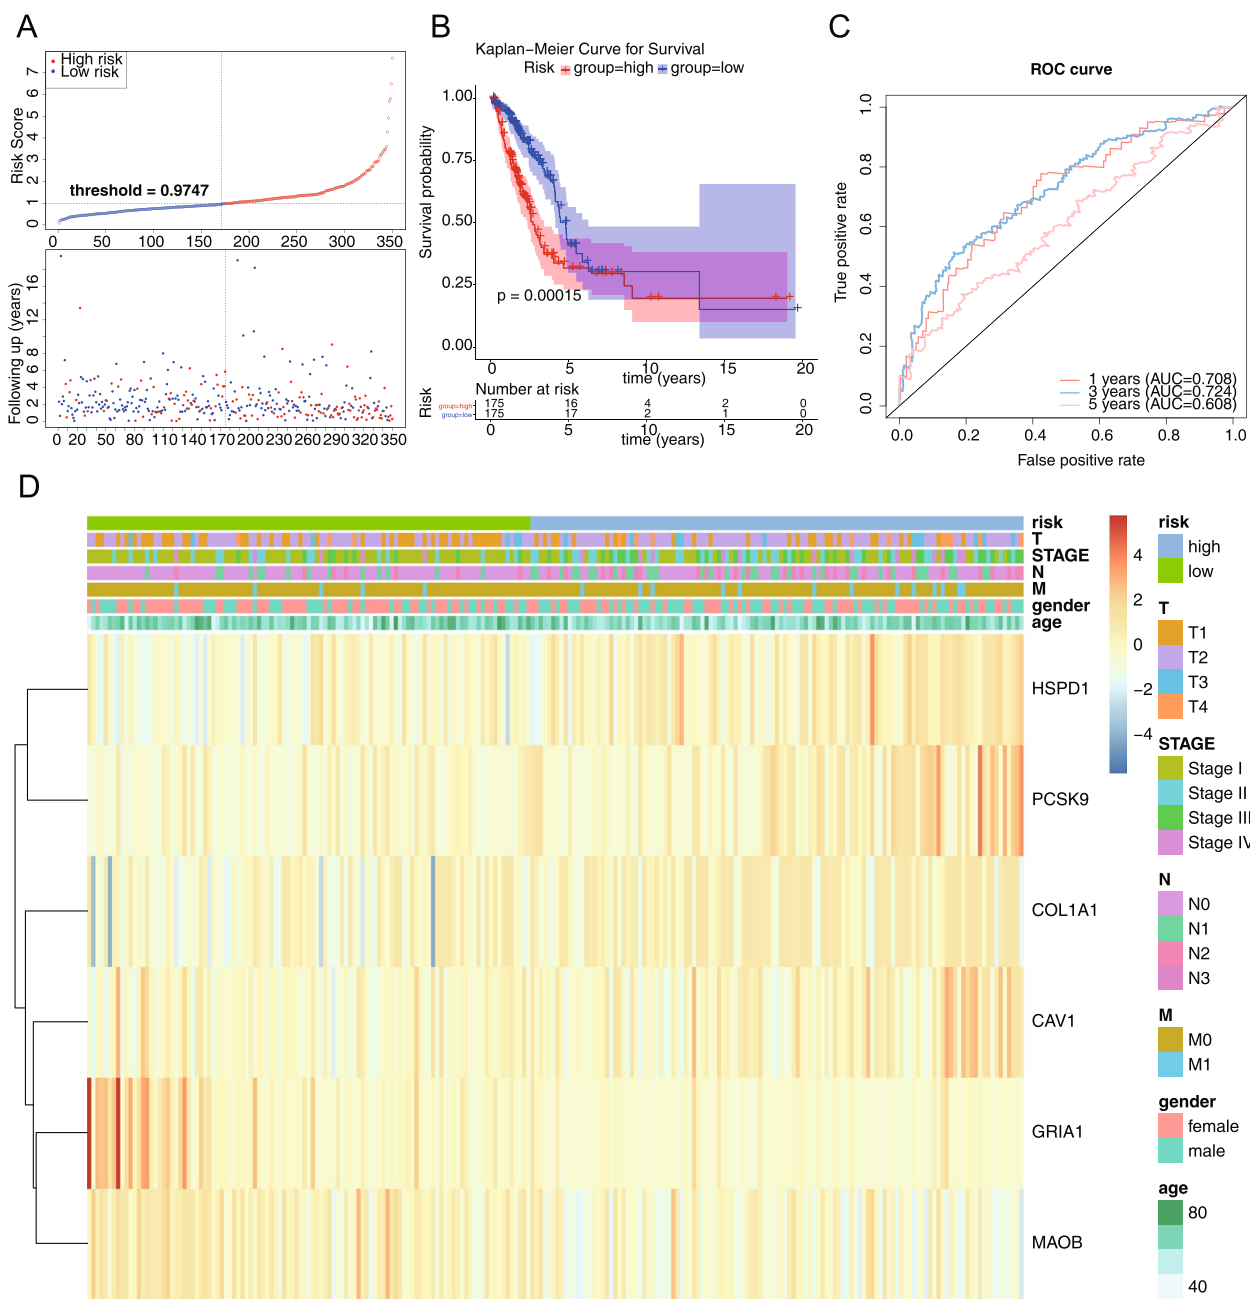 A
High risk
Low risk
Risk Score
7
6
5
4
3
2
1
0
threshold = 0.9747
0
50
100
150
200
250
300
350
Following up (years)
16
12
8
6
4
2
0
0 20 50 80 110 140 170 200 230 260 290 320 350
B
Kaplan−Meier Curve for Survival
Risk group=high group=low
Survival probability
1.00
0.75
0.50
0.25
0.00
p = 0.00015
0 5 10 15 20
time (years)
Number at risk
Risk
group=high 175 16 4 2 0
group=low 175 17 2 1 0
0 5 10 15 20
time (years)
C
ROC curve
True positive rate
1.0
0.8
0.6
0.4
0.2
0.0
1 years (AUC=0.708)
3 years (AUC=0.724)
5 years (AUC=0.608)
0.0 0.2 0.4 0.6 0.8 1.0
False positive rate
D
risk
T
STAGE
N
M
gender
age
HSPD1
PCSK9
COL1A1
CAV1
GRIA1
MAOB
4
2
0
−2
−4
risk
high
low
T
T1
T2
T3
T4
STAGE
Stage I
Stage II
Stage III
Stage IV
N
N0
N1
N2
N3
M
M0
M1
gender
female
male
age
80
40